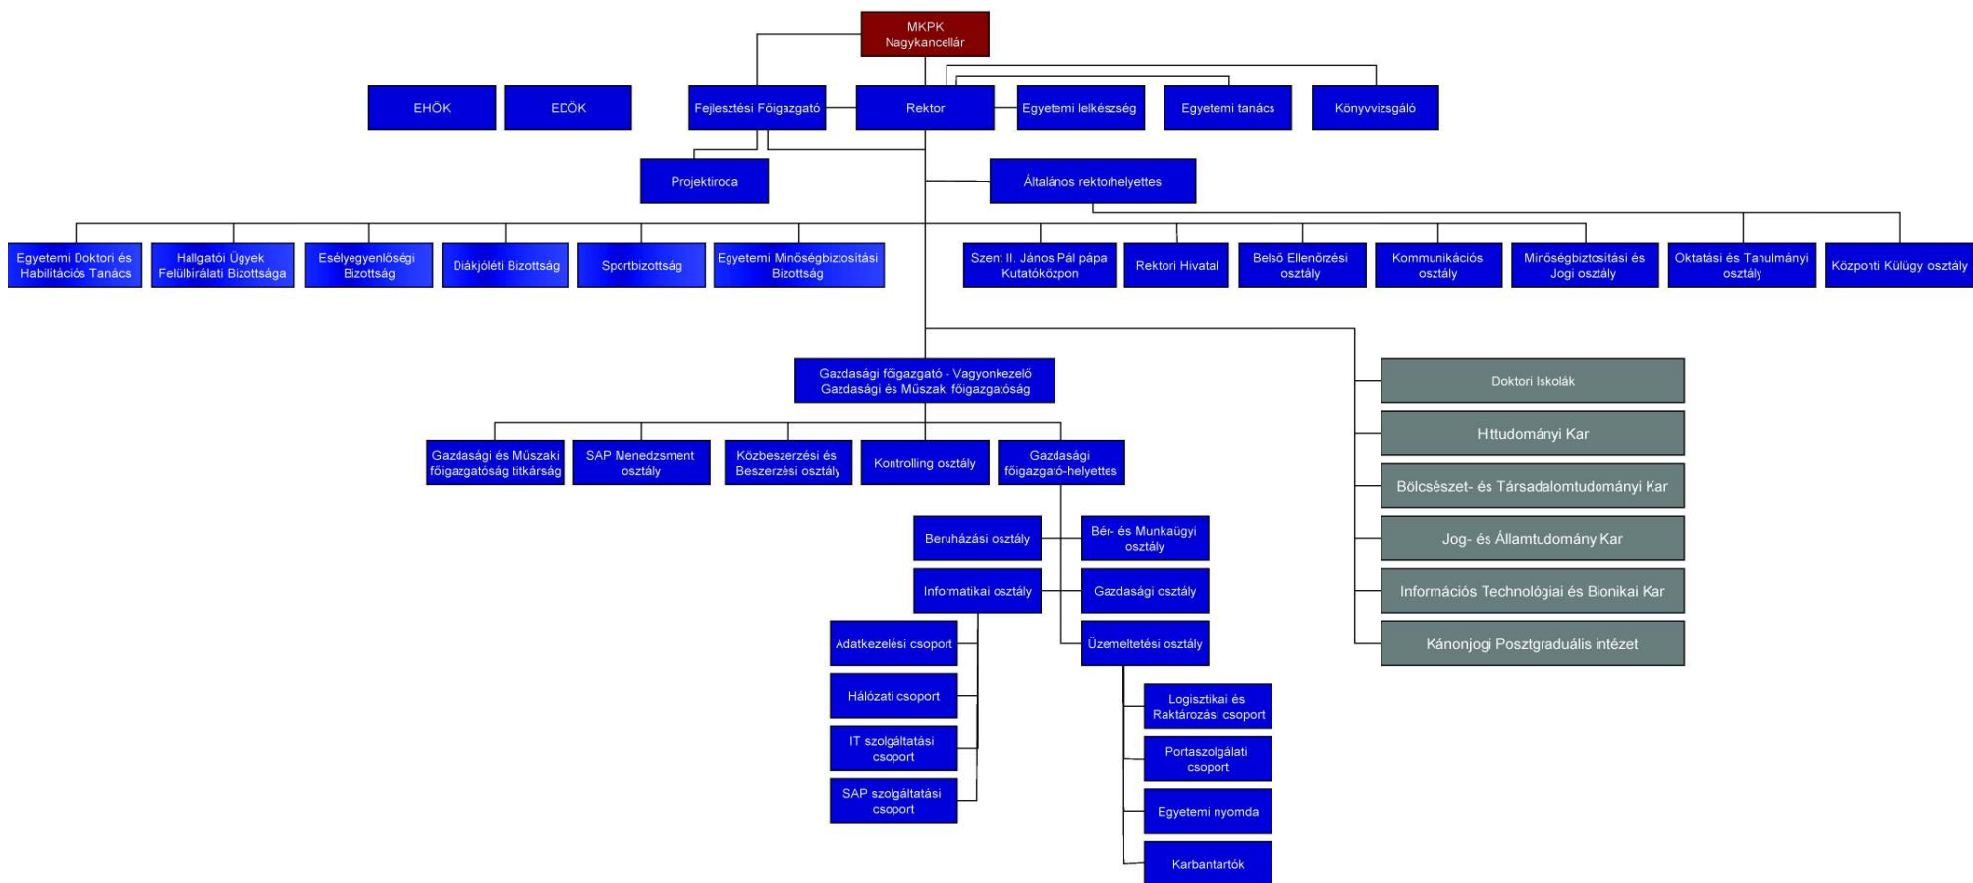 MKPK
Nagykancellár
EHÖK
EDÖK
Fejlesztési Főigazgató
Rektor
Egyetemi lelkészség
Egyetemi tanács
Könyvvizsgáló
Projektiroca
Általános rektorhelyettes
Egyetemi Doktori és
Habilitációs Tanács
Hallgatói Ügyek
Felülbírálati Bizottsága
Esélyegyenlőségi
Bizottság
Diákjóléti Bizottság
Sportbizottság
Egyetemi Minőségbiztosítási
Bizottság
Szent II. János Pál pápa
Kutatóközpon
Rektori Hivatal
Belső Ellenőrzési
osztály
Kommunikációs
osztály
Mirőségbiztosítási és
Jogi osztály
Oktatási és Tanulmányi
osztály
Központi Külügy osztály
Gazdasági főigazgató - Vagyonkezelő
Gazdasági és Műszak főigazgatóság
Doktori Iskolák
Httudományi Kar
Bölcsészet- és Társadalomtudományi Kar
Jog- és Államtudomány Kar
Információs Technológiai és Bionikai Kar
Kánonjogi Posztgraduális intézet
Gazdasági és Műszaki
főigazgatóság titkárság
SAP Menedzsment
osztály
Közbeszerzési és
Beszerzési osztály
Kontrolling osztály
Gazdasági
főigazgató-helyettes
Beruházási osztály
Bér- és Munkaügyi
osztály
Informatikai osztály
Gazdasági osztály
Adatkezelési csoport
Üzemeltetési osztály
Hálózati csoport
Logisztikai és
Raktározási csoport
IT szolgáltatási
csoport
Portaszolgálati
csoport
SAP szolgáltatási
csoport
Egyetemi nyomda
Karbantartók